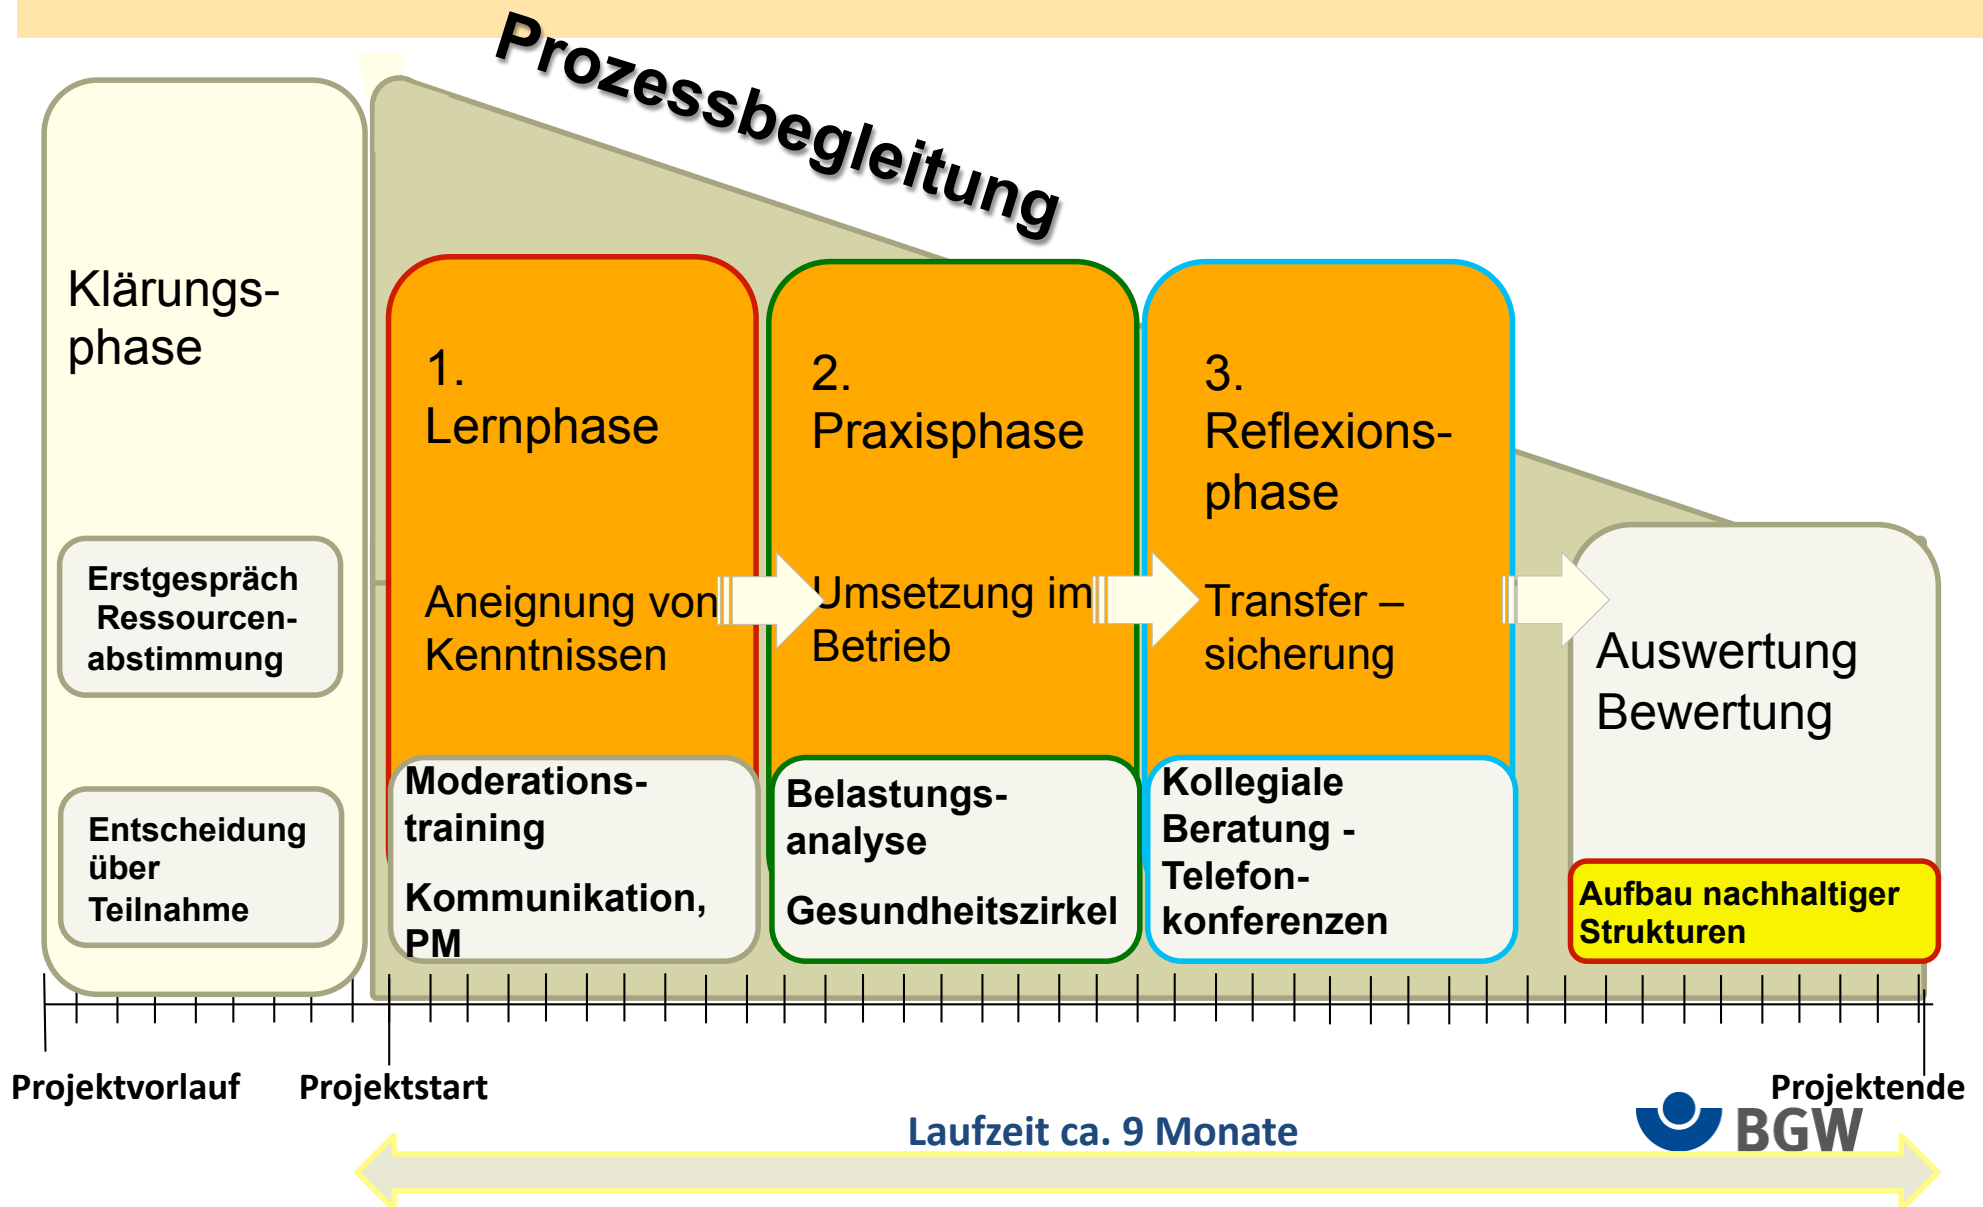 Prozessbegleitung
Klärungs-
phase
Erstgespräch
Ressourcen-
abstimmung
Entscheidung
über
Teilnahme
1.
Lernphase
Aneignung von
Kenntnissen
Moderations-
training
Kommunikation,
PM
2.
Praxisphase
Umsetzung im
Betrieb
Belastungs-
analyse
Gesundheitszirkel
3.
Reflexions-
phase
Transfer –
sicherung
Kollegiale
Beratung -
Telefon-
konferenzen
Auswertung
Bewertung
Aufbau nachhaltiger
Strukturen
Projektvorlauf
Projektstart
Projektende
Laufzeit ca. 9 Monate
BGW